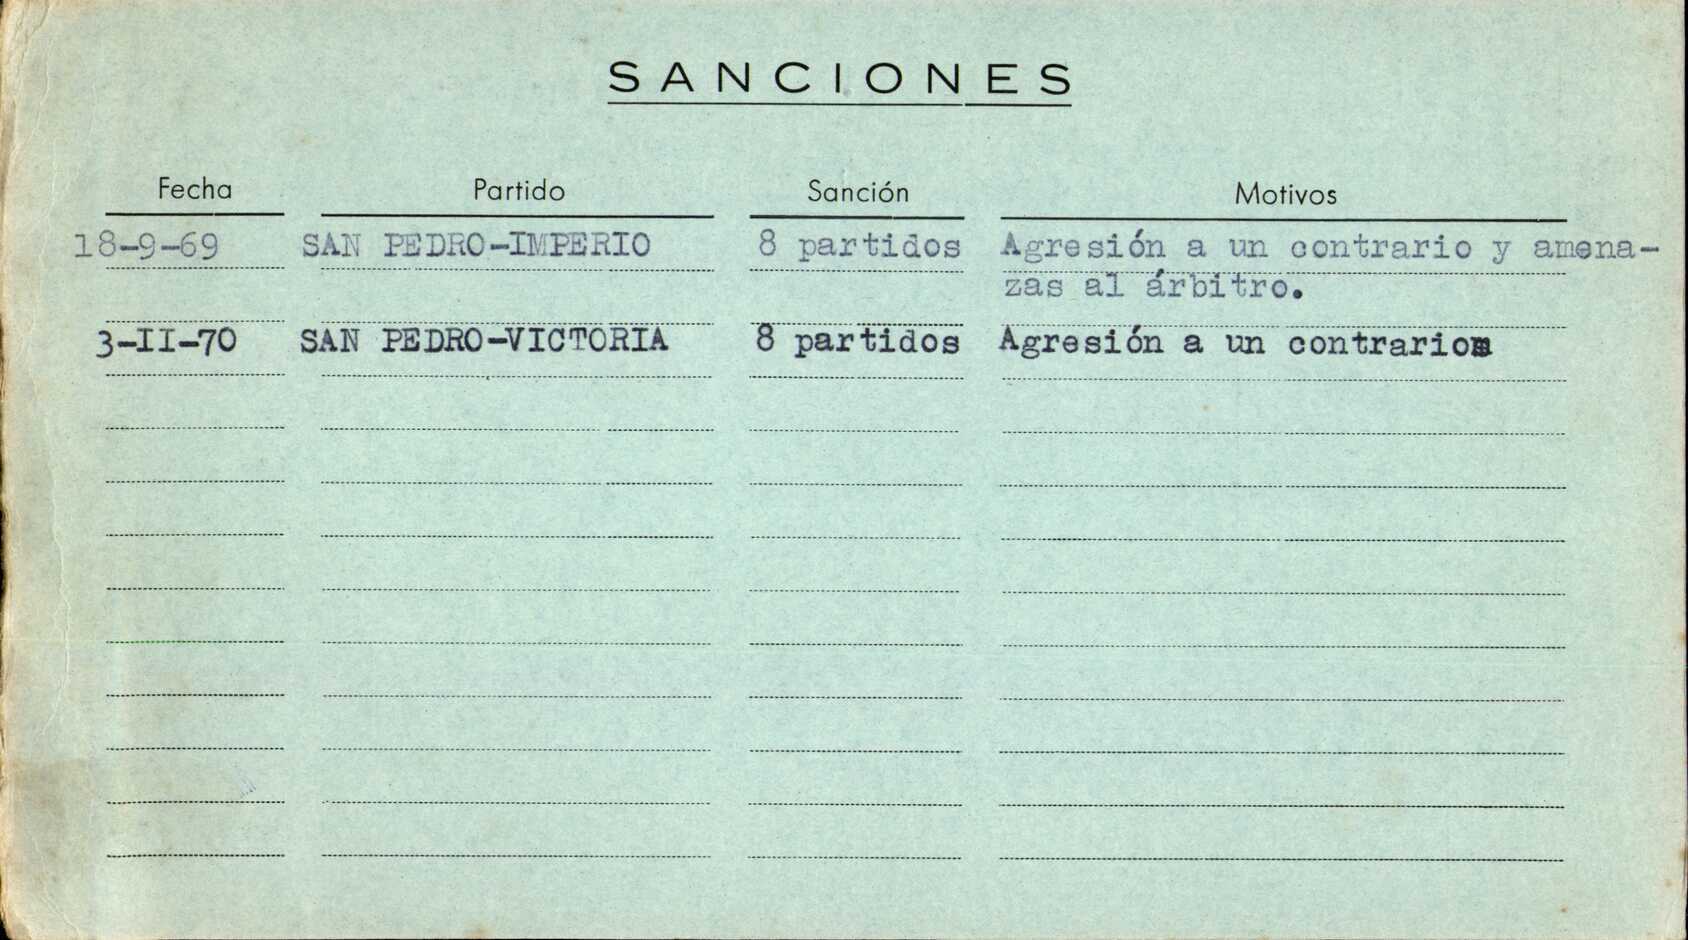 SANCIONES
Fecha Partido Sanción Motivos
18-9-69 SAN PEDRO-IMPERIO 8 partidos Agresión a un contrario y amena-
zas al árbitro.
3-II-70 SAN PEDRO-VICTORIA 8 partidos Agresión a un contrario